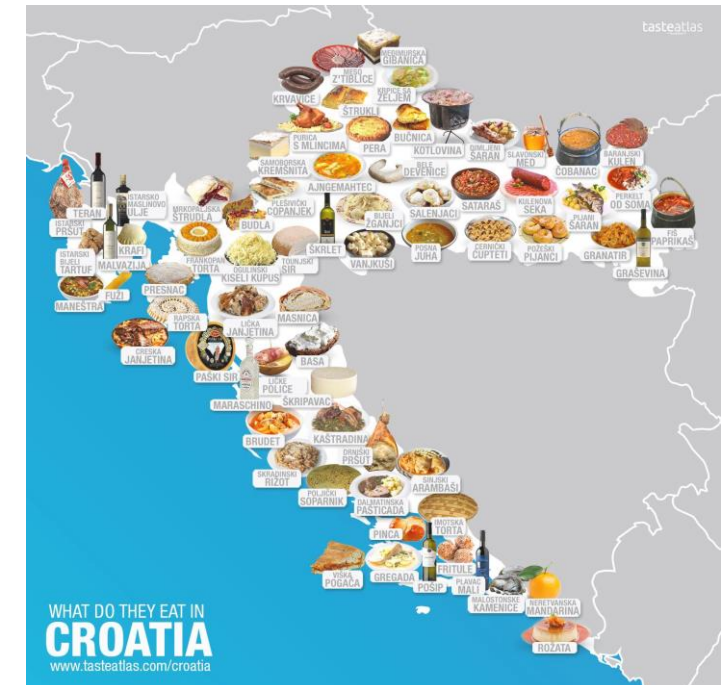 tasteatlas
MEĐIMURSKA
GIBANICA
MESO
Z'TIBLICE
KRPICE SA
ZELJEM
KRVAVICE
ŠTRUKLI
PURICA
S MLINCIMA
PERA
BUČNICA
KOTLOVINA
DIMLJENI
ŠARAN
SLAVONSKI
MED
ČOBANAC
BARANJSKI
KULEN
SAMOBORSKA
KREMŠNITA
AJNGEMAHTEC
BELE
DEVENICE
PLEŠIVIČKI
ČOPANJEK
SALENJACI
SATARAŠ
KULENOVA
SEKA
PIJANI
ŠARAN
PERKELT
OD SOMA
FIŠ
PAPRIKAŠ
TERAN
ISTARSKO
MASLINOVO
ULJE
ISTARSKI
PRŠUT
MRKOPALJSKA
ŠTRUDLA
BUDLA
BIJELI
ŽGANJCI
ŠKRLET
VANJKUŠI
POSNA
JUHA
CERNIČKI
ČUPTETI
POŽEŠKI
PIJANCI
GRANATIR
GRAŠEVINA
ISTARSKI
BIJELI
TARTUF
MALVAZIJA
KRAFI
FRANKOPAN
TORTA
OGULINSKI
KISELI KUPUS
TOUNJSKI
SIR
MANEŠTRA
FUŽI
PRESNAC
RAPSKA
TORTA
LIČKA
JANJETINA
MASNICA
CRESKA
JANJETINA
PAŠKI SIR
BASA
LIČKE
POLICE
MARASCHINO
ŠKRIPAVAC
BRUDET
KAŠTRADINA
DRNIŠKI
PRŠUT
SKRADINSKI
RIŽOT
POLJIČKI
SOPARNIK
DALMATINSKA
PAŠTICADA
SINJSKI
ARAMBAŠI
IMOTSKA
TORTA
PINCA
VIŠKA
POGAČA
GREGADA
POŠIP
FRITULE
PLAVAC
MALI
MALOSTONSKE
KAMENICE
NERETVANSKA
MANDARINA
ROŽATA
WHAT DO THEY EAT IN
CROATIA
www.tasteatlas.com/croatia